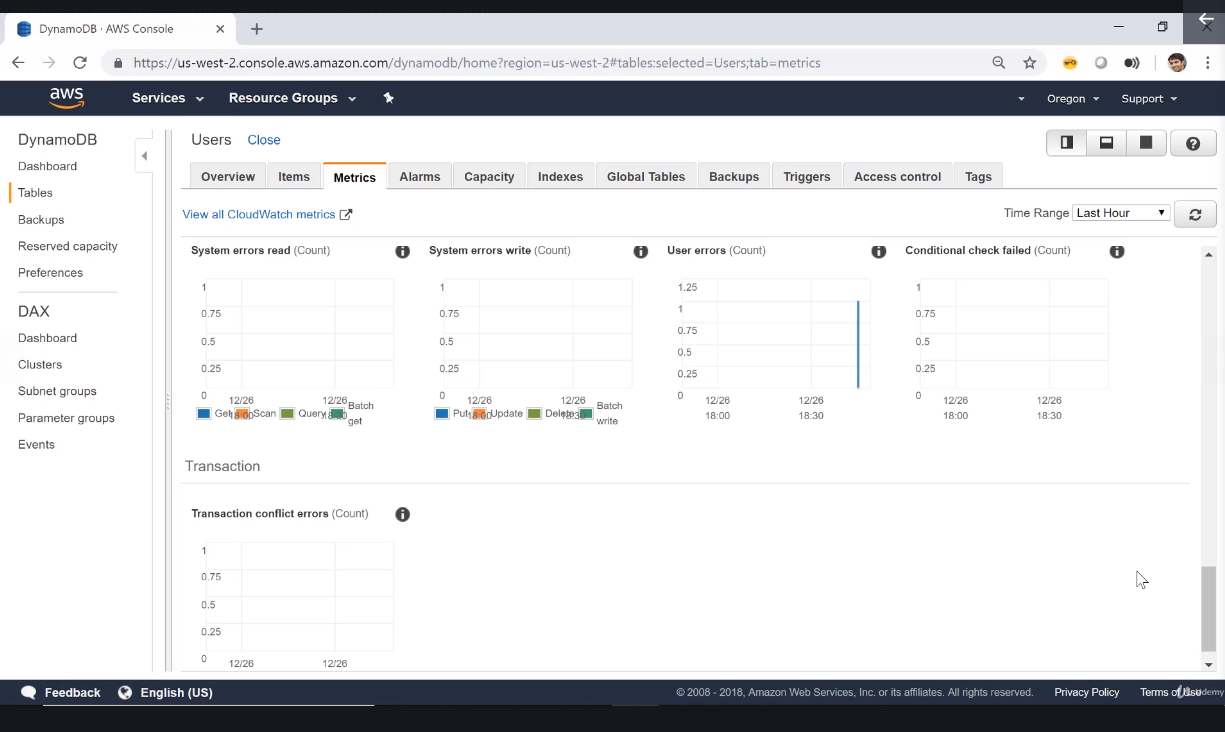 DynamoDB · AWS Console
https://us-west-2.console.aws.amazon.com/dynamodb/home?region=us-west-2#tables:selected=Users;tab=metrics
aws Services Resource Groups Oregon Support
DynamoDB
Dashboard
Tables
Backups
Reserved capacity
Preferences
DAX
Dashboard
Clusters
Subnet groups
Parameter groups
Events
Users Close
Overview Items Metrics Alarms Capacity Indexes Global Tables Backups Triggers Access control Tags
View all CloudWatch metrics Time Range Last Hour
System errors read (Count)
1
0.75
0.5
0.25
0
12/26 18:00
12/26 18:30
Get Scan Query Batch get
System errors write (Count)
1
0.75
0.5
0.25
0
12/26 18:00
12/26 18:30
Put Update Delete Batch write
User errors (Count)
1.25
1
0.75
0.5
0.25
0
12/26 18:00
12/26 18:30
Conditional check failed (Count)
1
0.75
0.5
0.25
0
12/26 18:00
12/26 18:30
Transaction
Transaction conflict errors (Count)
1
0.75
0.5
0.25
0
12/26
12/26
Feedback English (US) © 2008 - 2018, Amazon Web Services, Inc. or its affiliates. All rights reserved. Privacy Policy Terms of Use